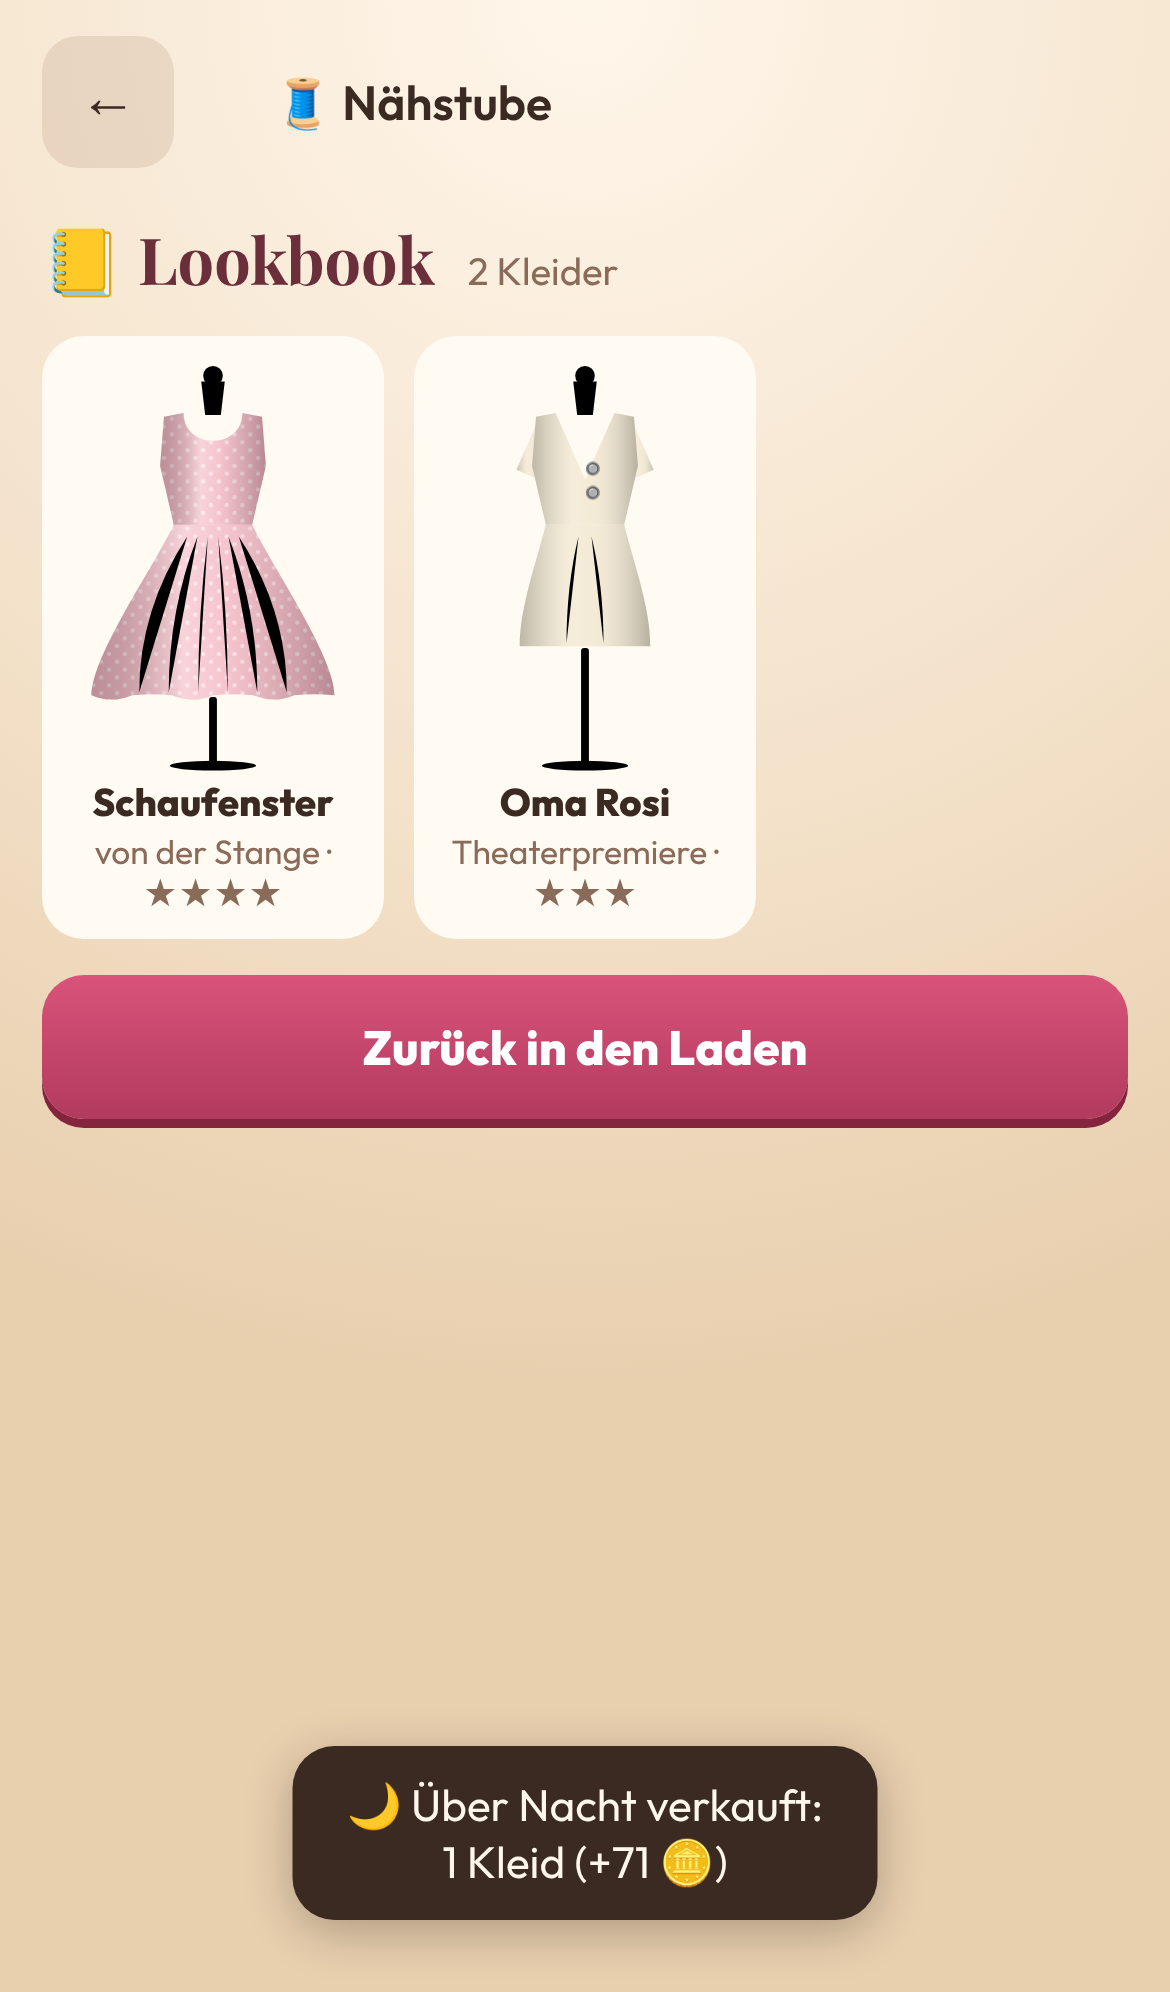 ← 🧵 Nähstube
📒 Lookbook 2 Kleider
Schaufenster
von der Stange ·
★★★★
Oma Rosi
Theaterpremiere ·
★★★
Zurück in den Laden
🌙 Über Nacht verkauft:
1 Kleid (+71 🪙)